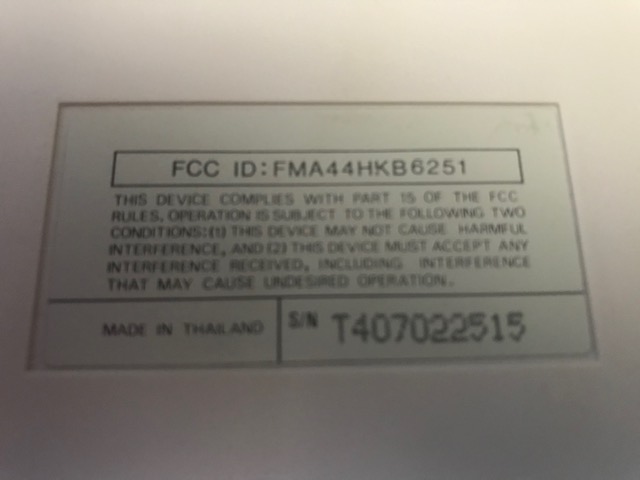 FCC ID: FMA44HKB6251
THIS DEVICE COMPLIES WITH PART 15 OF THE FCC
RULES. OPERATION IS SUBJECT TO THE FOLLOWING TWO
CONDITIONS:(1) THIS DEVICE MAY NOT CAUSE HARMFUL
INTERFERENCE, AND (2) THIS DEVICE MUST ACCEPT ANY
INTERFERENCE RECEIVED, INCLUDING INTERFERENCE
THAT MAY CAUSE UNDESIRED OPERATION.
MADE IN THAILAND
S/N T407022515